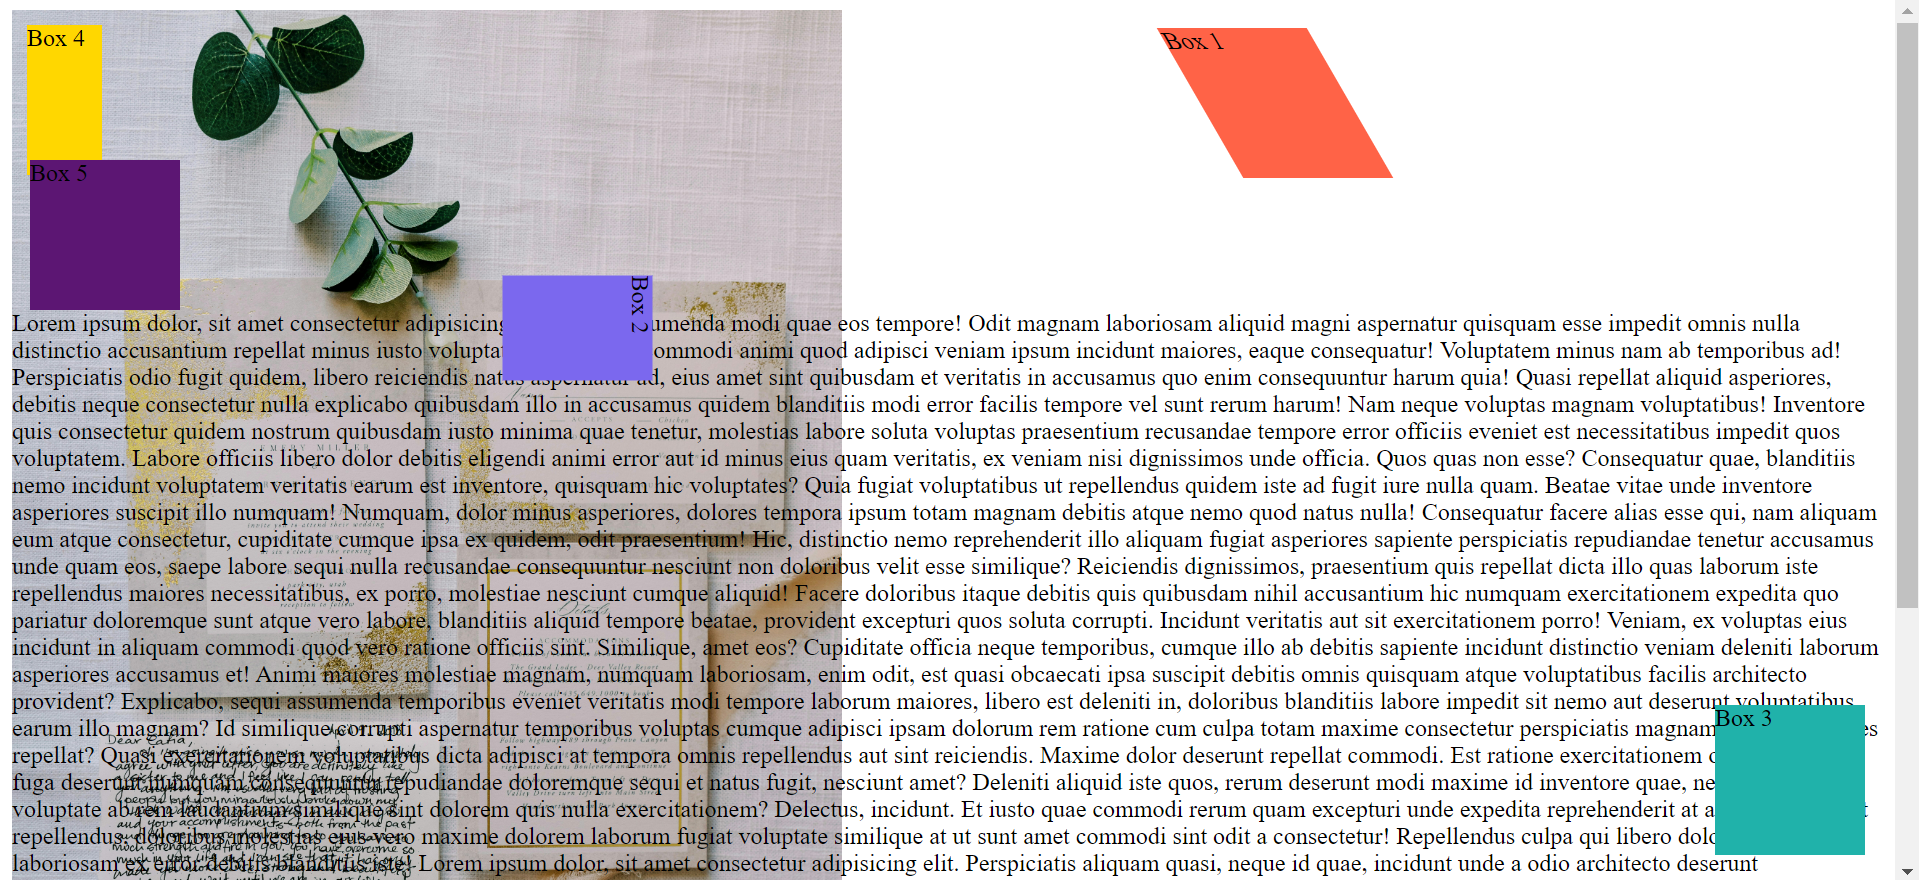 Box 4
Box 1
Box 5
Box 2
Lorem ipsum dolor, sit amet consectetur adipisicing umenda modi quae eos tempore! Odit magnam laboriosam aliquid magni aspernatur quisquam esse impedit omnis nulla
distinctio accusantium repellat minus iusto volupta ommodi animi quod adipisci veniam ipsum incidunt maiores, eaque consequatur! Voluptatem minus nam ab temporibus ad!
Perspiciatis odio fugit quidem, libero reiciendis natus aspernatur ad, eius amet sint quibusdam et veritatis in accusamus quo enim consequuntur harum quia! Quasi repellat aliquid asperiores,
debitis neque consectetur nulla explicabo quibusdam illo in accusamus quidem blanditiis modi error facilis tempore vel sunt rerum harum! Nam neque voluptas magnam voluptatibus! Inventore
quis consectetur quidem nostrum quibusdam iusto minima quae tenetur, molestias labore soluta voluptas praesentium recusandae tempore error officiis eveniet est necessitatibus impedit quos
voluptatem. Labore officiis libero dolor debitis eligendi animi error aut id minus eius quam veritatis, ex veniam nisi dignissimos unde officia. Quos quas non esse? Consequatur quae, blanditiis
nemo incidunt voluptatem veritatis earum est inventore, quisquam hic voluptates? Quia fugiat voluptatibus ut repellendus quidem iste ad fugit iure nulla quam. Beatae vitae unde inventore
asperiores suscipit illo numquam! Numquam, dolor minus asperiores, dolores tempora ipsum totam magnam debitis atque nemo quod natus nulla! Consequatur facere alias esse qui, nam aliquam
eum atque consectetur, cupiditate cumque ipsa ex quidem, odit praesentium! Hic, distinctio nemo reprehenderit illo aliquam fugiat asperiores sapiente perspiciatis repudiandae tenetur accusamus
unde quam eos, saepe labore sequi nulla recusandae consequuntur nesciunt non doloribus velit esse similique? Reiciendis dignissimos, praesentium quis repellat dicta illo quas laborum iste
repellendus maiores necessitatibus, ex porro, molestiae nesciunt cumque aliquid! Facere doloribus itaque debitis quis quibusdam nihil accusantium hic numquam exercitationem expedita quo
pariatur doloremque sunt atque vero labore, blanditiis aliquid tempore beatae, provident excepturi quos soluta corrupti. Incidunt veritatis aut sit exercitationem porro! Veniam, ex voluptas eius
incidunt in aliquam commodi quod vero ratione officiis sint. Similique, amet eos? Cupiditate officia neque temporibus, cumque illo ab debitis sapiente incidunt distinctio veniam deleniti laborum
asperiores accusamus et! Animi maiores molestiae magnam, numquam laboriosam, enim odit, est quasi obcaecati ipsa suscipit debitis omnis quisquam atque voluptatibus facilis architecto
provident? Explicabo, sequi assumenda temporibus eveniet veritatis modi tempore laborum maiores, libero est deleniti in, doloribus blanditiis labore impedit sit nemo aut deserunt voluptatibus
earum illo magnam? Id similique corrupti aspernatur temporibus voluptas cumque adipisci ipsam dolorum rem ratione cum culpa totam maxime consectetur perspiciatis magnam
Box 3
repellat? Quasi exercitationem voluptatibus dicta adipisci at tempora omnis repellendus aut sint reiciendis. Maxime dolor deserunt repellat commodi. Est ratione exercitationem
fuga deserunt numquam consequuntur repudiandae doloremque sequi et natus fugit, nesciunt amet? Deleniti aliquid iste quos, rerum deserunt modi maxime id inventore quae, ne
voluptate ab rem laudantium similique sint dolorem quis nulla exercitationem? Delectus, incidunt. Et iusto quae commodi rerum quam excepturi unde expedita reprehenderit at a
repellendus doloribus molestias eius vero maxime dolorem laborum fugiat voluptate similique at ut sint amet commodi sint odit a consectetur! Repellendus culpa qui libero dolo
laboriosam ex error debitis blanditiis iste! Lorem ipsum dolor, sit amet consectetur adipisicing elit. Perspiciatis aliquam quasi, neque id quae, incidunt unde a odio architecto deserunt